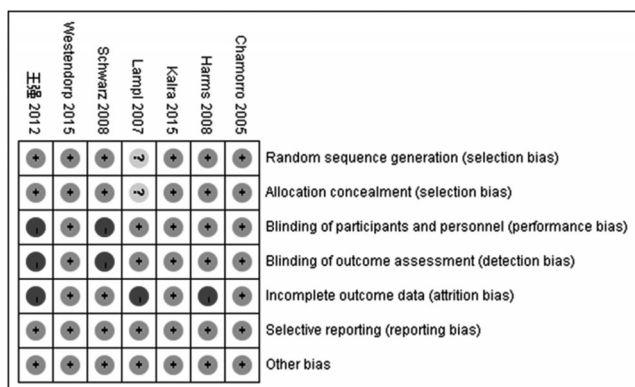 王强 2012
Westendorp 2015
Schwarz 2008
Lampl 2007
Kalra 2015
Harms 2008
Chamorro 2005
+ + + ? + + + Random sequence generation (selection bias)
+ + + ? + + + Allocation concealment (selection bias)
- + - + + + + Blinding of participants and personnel (performance bias)
- + - + + + + Blinding of outcome assessment (detection bias)
- + + - + - + Incomplete outcome data (attrition bias)
+ + + + + + + Selective reporting (reporting bias)
+ + + + + + + Other bias